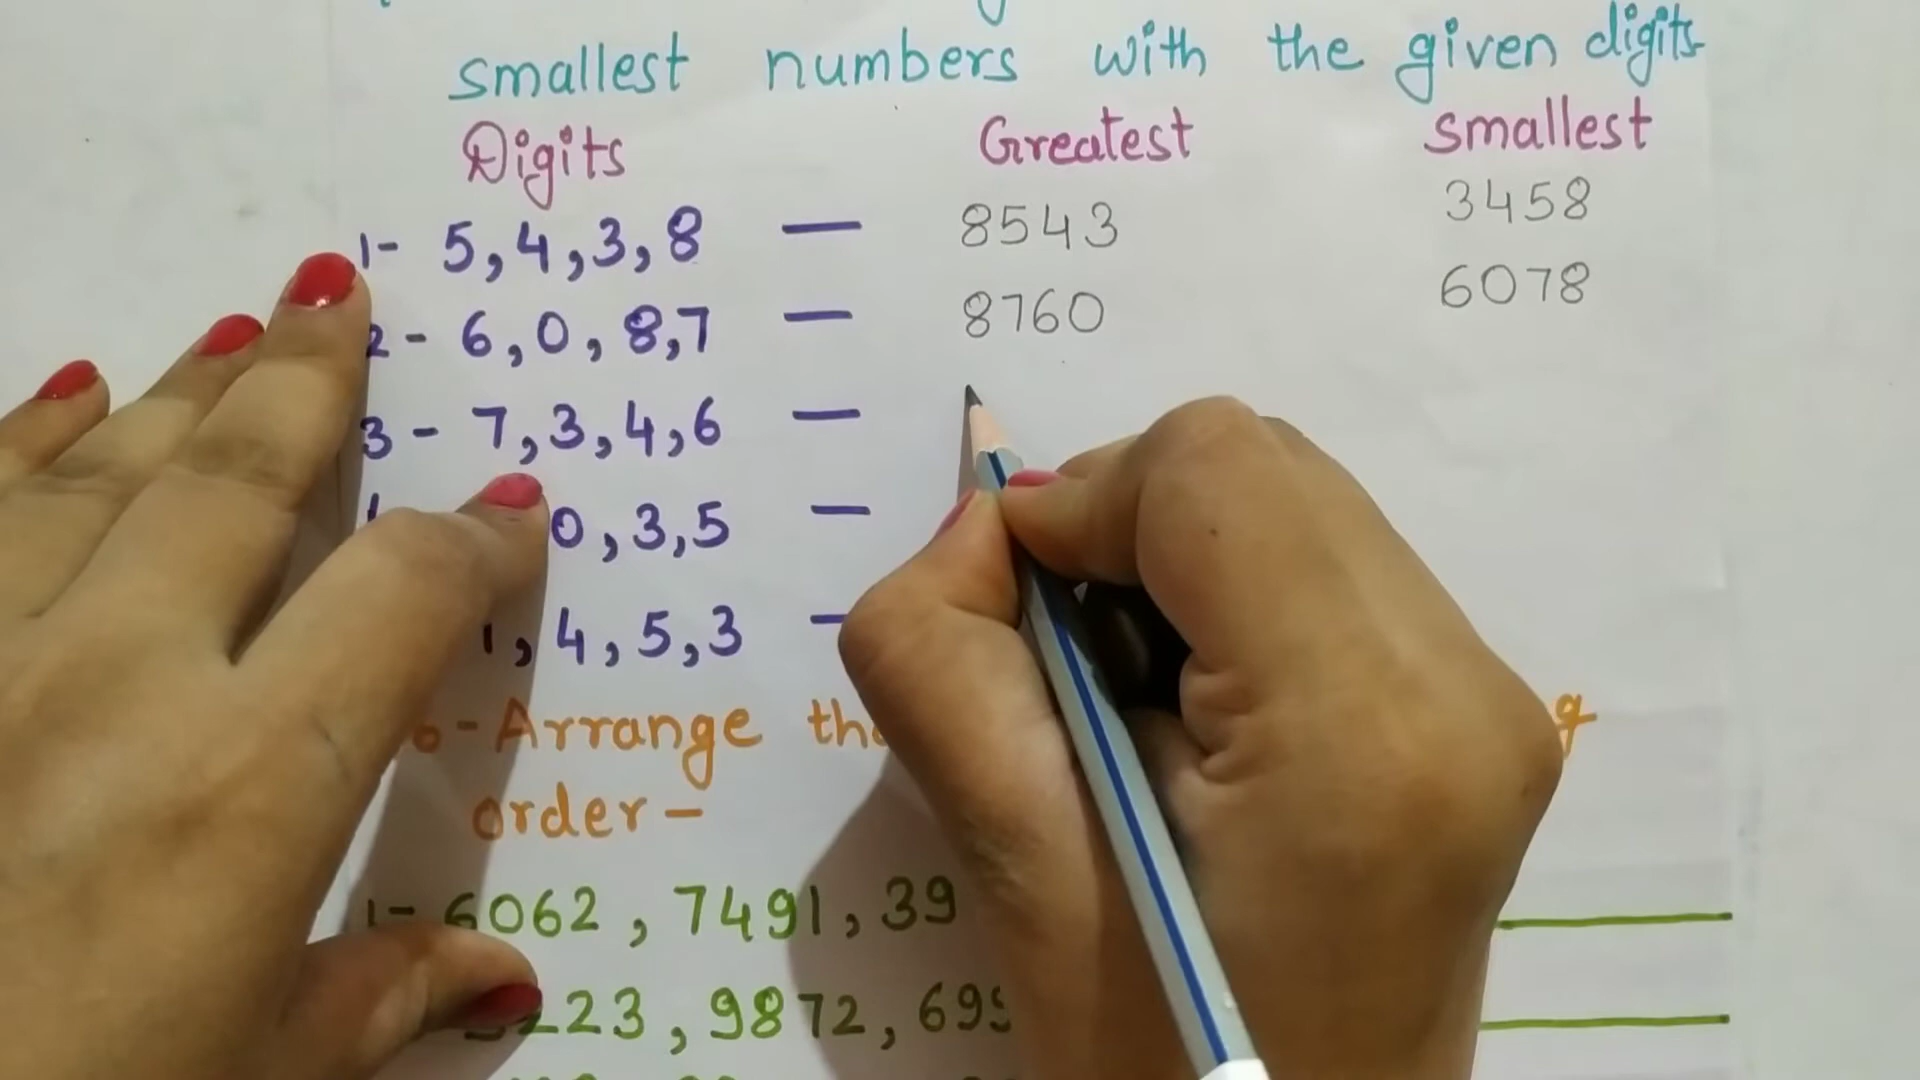 smallest numbers with the given digits
Digits Greatest Smallest
1- 5,4,3,8 — 8543 3458
2- 6,0,8,7 — 8760 6078
3- 7,3,4,6 —
0,3,5 —
1,4,5,3 —
- Arrange
order -
1- 6062, 7491, 39
223, 9872, 69